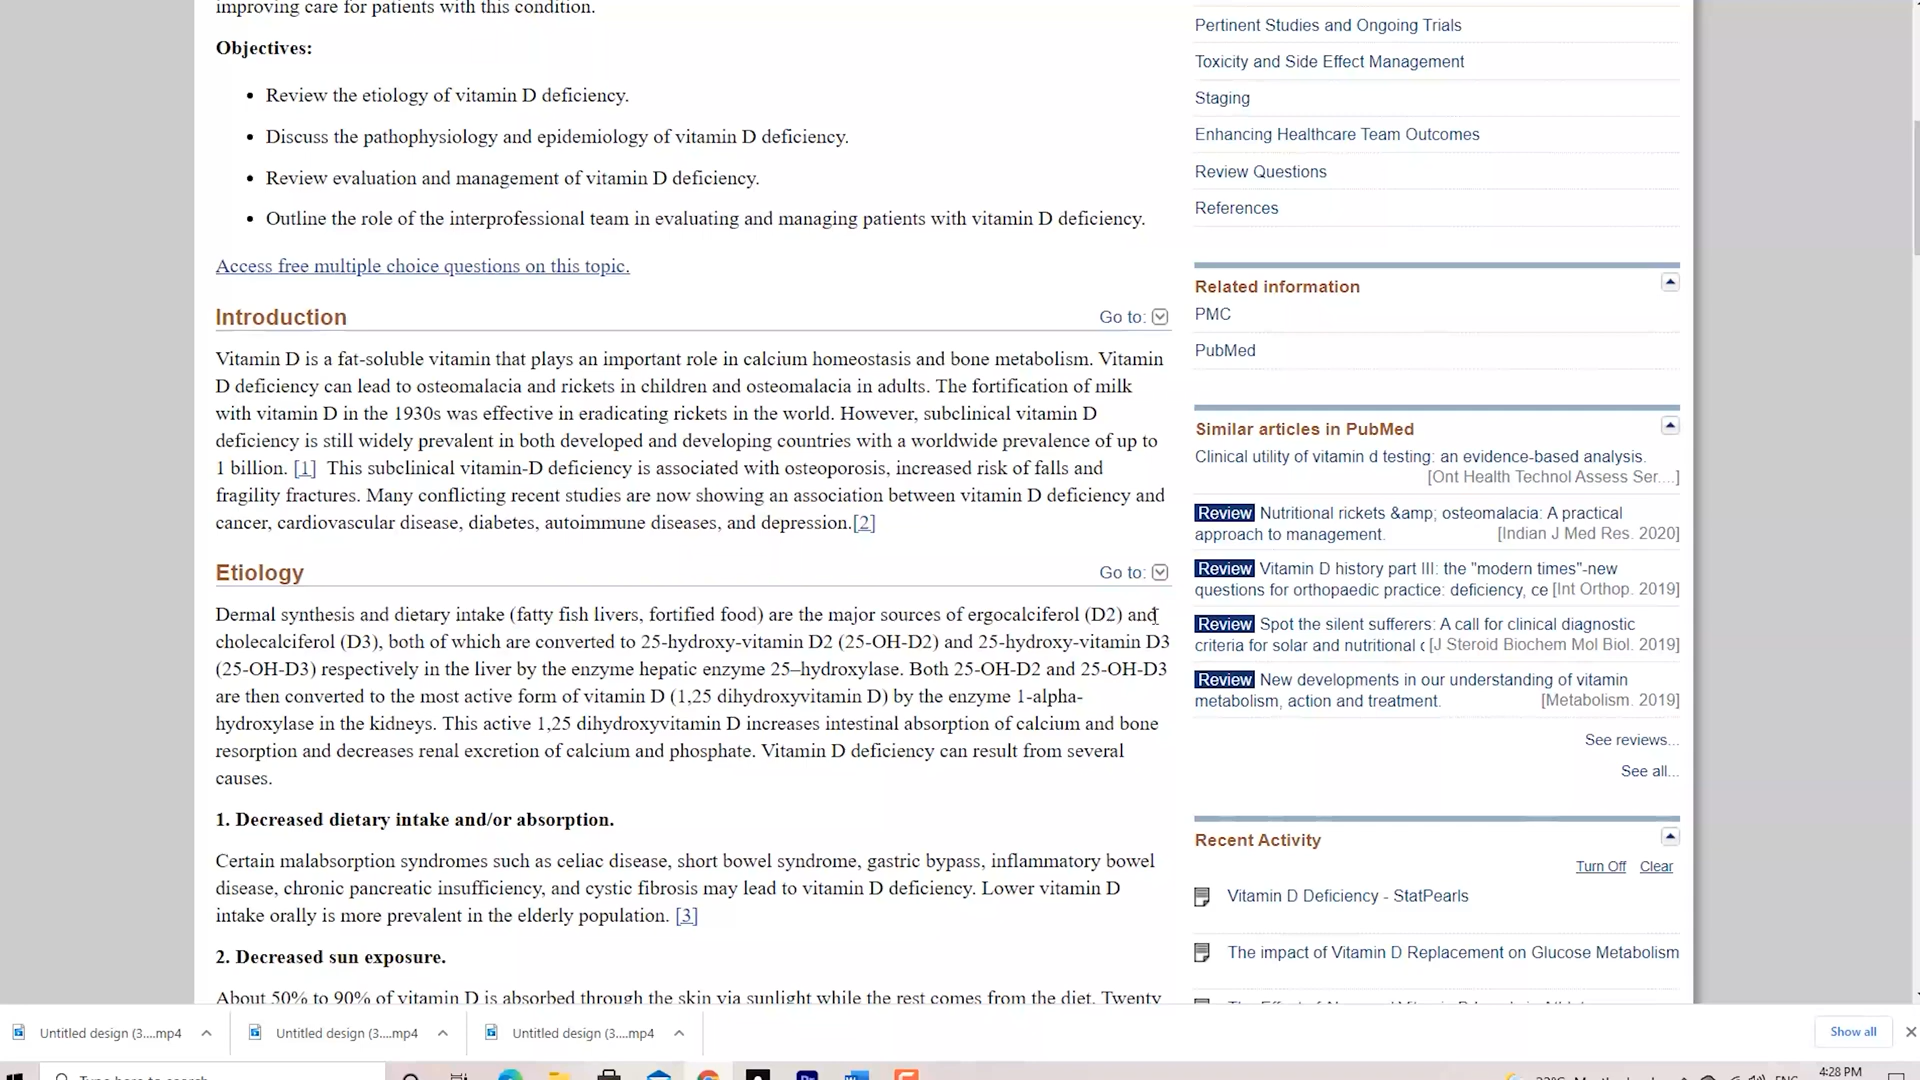 improving care for patients with this condition.
Objectives:
• Review the etiology of vitamin D deficiency.
• Discuss the pathophysiology and epidemiology of vitamin D deficiency.
• Review evaluation and management of vitamin D deficiency.
• Outline the role of the interprofessional team in evaluating and managing patients with vitamin D deficiency.
Access free multiple choice questions on this topic.
Introduction
Go to:
Vitamin D is a fat-soluble vitamin that plays an important role in calcium homeostasis and bone metabolism. Vitamin
D deficiency can lead to osteomalacia and rickets in children and osteomalacia in adults. The fortification of milk
with vitamin D in the 1930s was effective in eradicating rickets in the world. However, subclinical vitamin D
deficiency is still widely prevalent in both developed and developing countries with a worldwide prevalence of up to
1 billion. [1] This subclinical vitamin-D deficiency is associated with osteoporosis, increased risk of falls and
fragility fractures. Many conflicting recent studies are now showing an association between vitamin D deficiency and
cancer, cardiovascular disease, diabetes, autoimmune diseases, and depression.[2]
Etiology
Go to:
Dermal synthesis and dietary intake (fatty fish livers, fortified food) are the major sources of ergocalciferol (D2) and
cholecalciferol (D3), both of which are converted to 25-hydroxy-vitamin D2 (25-OH-D2) and 25-hydroxy-vitamin D3
(25-OH-D3) respectively in the liver by the enzyme hepatic enzyme 25–hydroxylase. Both 25-OH-D2 and 25-OH-D3
are then converted to the most active form of vitamin D (1,25 dihydroxyvitamin D) by the enzyme 1-alpha-
hydroxylase in the kidneys. This active 1,25 dihydroxyvitamin D increases intestinal absorption of calcium and bone
resorption and decreases renal excretion of calcium and phosphate. Vitamin D deficiency can result from several
causes.
1. Decreased dietary intake and/or absorption.
Certain malabsorption syndromes such as celiac disease, short bowel syndrome, gastric bypass, inflammatory bowel
disease, chronic pancreatic insufficiency, and cystic fibrosis may lead to vitamin D deficiency. Lower vitamin D
intake orally is more prevalent in the elderly population. [3]
2. Decreased sun exposure.
About 50% to 90% of vitamin D is absorbed through the skin via sunlight while the rest comes from the diet. Twenty
Pertinent Studies and Ongoing Trials
Toxicity and Side Effect Management
Staging
Enhancing Healthcare Team Outcomes
Review Questions
References
Related information
PMC
PubMed
Similar articles in PubMed
Clinical utility of vitamin d testing: an evidence-based analysis.
[Ont Health Technol Assess Ser....]
Review Nutritional rickets &amp; osteomalacia: A practical
approach to management. [Indian J Med Res. 2020]
Review Vitamin D history part III: the "modern times"-new
questions for orthopaedic practice: deficiency, ce [Int Orthop. 2019]
Review Spot the silent sufferers: A call for clinical diagnostic
criteria for solar and nutritional c [J Steroid Biochem Mol Biol. 2019]
Review New developments in our understanding of vitamin
metabolism, action and treatment. [Metabolism. 2019]
See reviews...
See all...
Recent Activity
Turn Off Clear
Vitamin D Deficiency - StatPearls
The impact of Vitamin D Replacement on Glucose Metabolism
Untitled design (3....mp4
Untitled design (3....mp4
Untitled design (3....mp4
Show all
4:28 PM